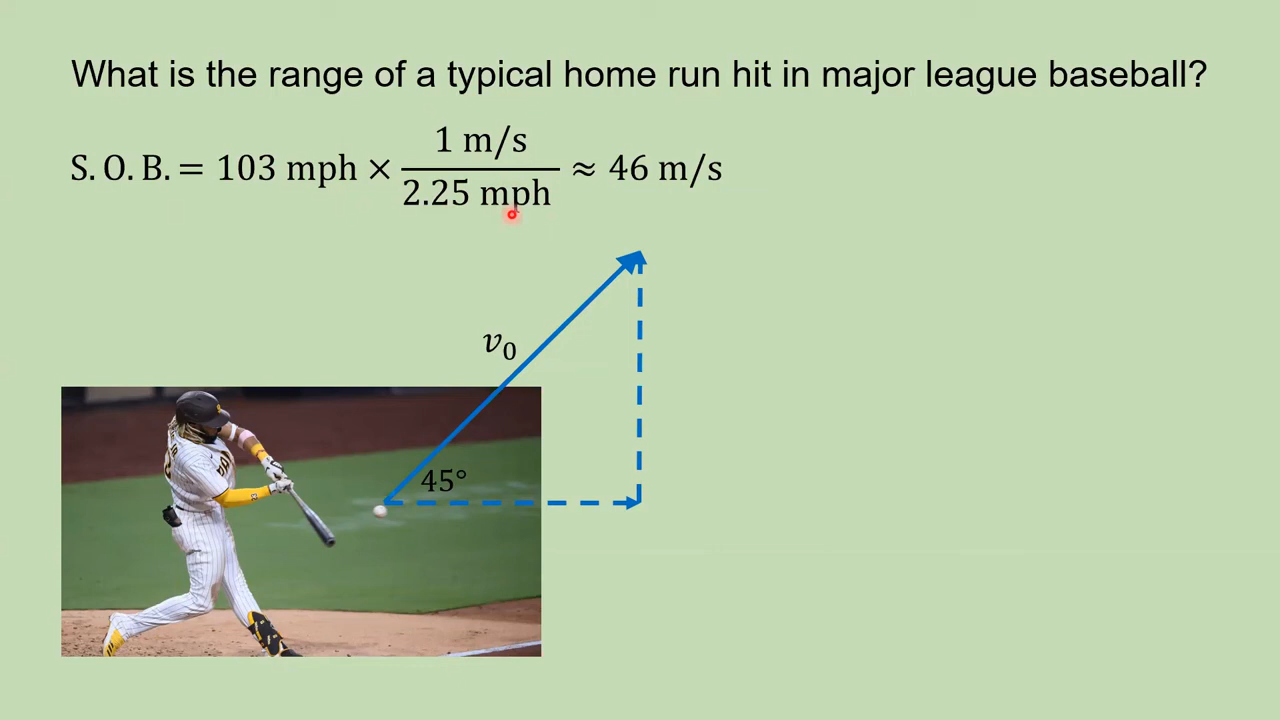 What is the range of a typical home run hit in major league baseball?
S. O. B. = 103 mph × 1 m/s / 2.25 mph ≈ 46 m/s
v₀
45°